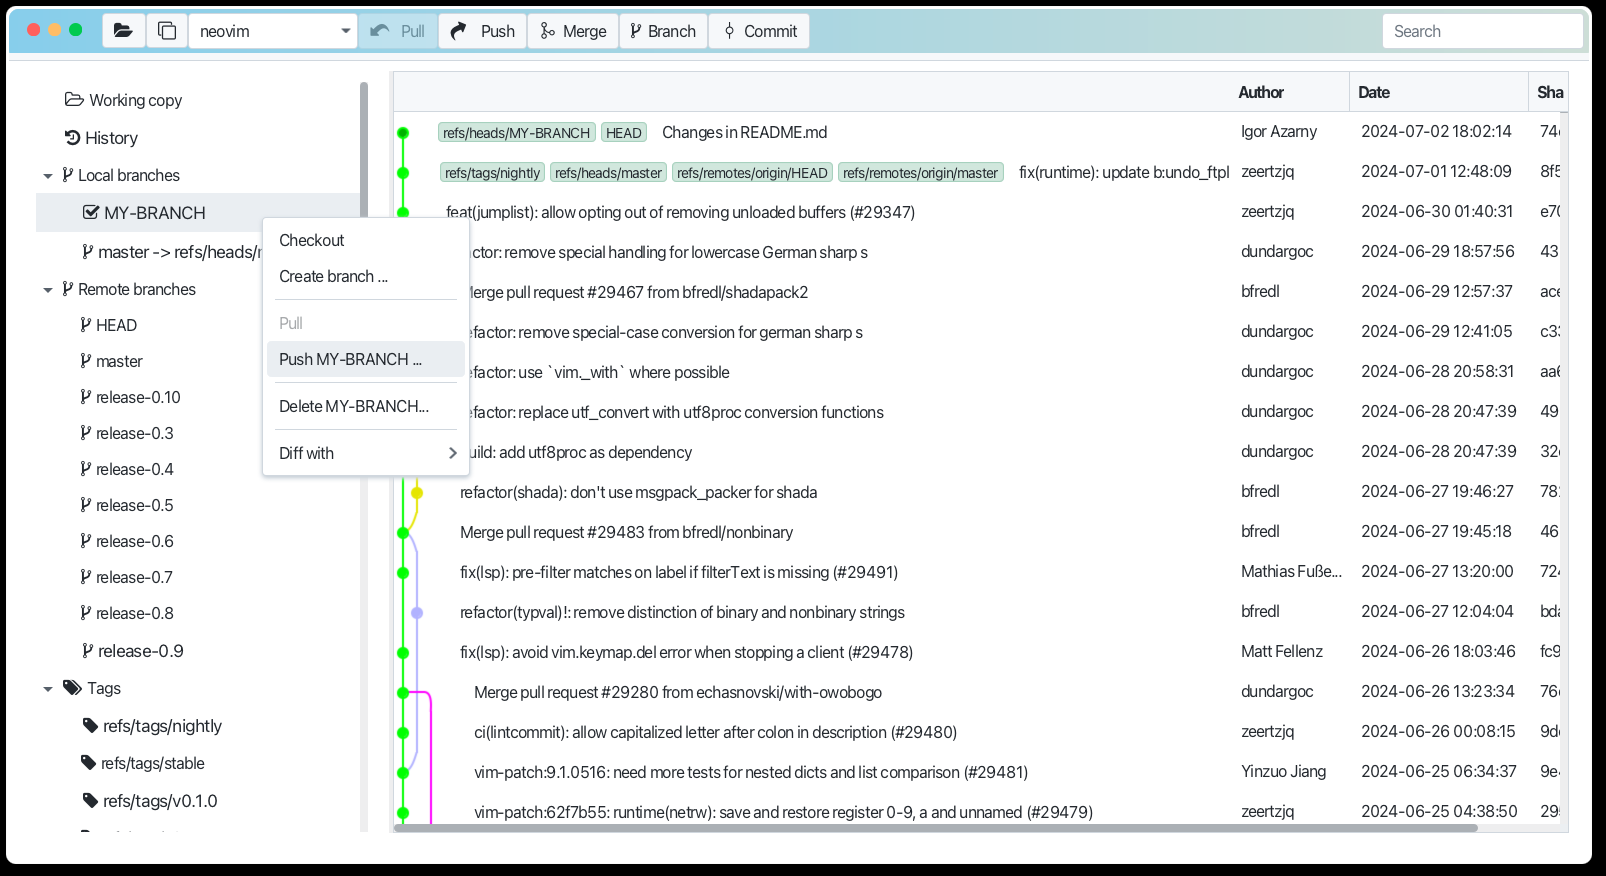 neovim Pull Push Merge Branch Commit Search
Working copy
History
Local branches
MY-BRANCH
master -> refs/heads/
Remote branches
HEAD
master
release-0.10
release-0.3
release-0.4
release-0.5
release-0.6
release-0.7
release-0.8
release-0.9
Tags
refs/tags/nightly
refs/tags/stable
refs/tags/v0.1.0
Checkout
Create branch ...
Pull
Push MY-BRANCH ...
Delete MY-BRANCH...
Diff with
Author Date Sha
refs/heads/MY-BRANCH HEAD Changes in README.md Igor Azarny 2024-07-02 18:02:14 74
refs/tags/nightly refs/heads/master refs/remotes/origin/HEAD refs/remotes/origin/master fix(runtime): update b:undo_ftpl zeertzjq 2024-07-01 12:48:09 8f5
feat(jumplist): allow opting out of removing unloaded buffers (#29347) zeertzjq 2024-06-30 01:40:31 e70
ctor: remove special handling for lowercase German sharp s dundargoc 2024-06-29 18:57:56 43
erge pull request #29467 from bfredl/shadapack2 bfredl 2024-06-29 12:57:37 ace
efactor: remove special-case conversion for german sharp s dundargoc 2024-06-29 12:41:05 c33
efactor: use `vim._with` where possible dundargoc 2024-06-28 20:58:31 aa6
efactor: replace utf_convert with utf8proc conversion functions dundargoc 2024-06-28 20:47:39 49
uild: add utf8proc as dependency dundargoc 2024-06-28 20:47:39 32
refactor(shada): don't use msgpack_packer for shada bfredl 2024-06-27 19:46:27 78
Merge pull request #29483 from bfredl/nonbinary bfredl 2024-06-27 19:45:18 46
fix(lsp): pre-filter matches on label if filterText is missing (#29491) Mathias Fuße... 2024-06-27 13:20:00 724
refactor(typval)!: remove distinction of binary and nonbinary strings bfredl 2024-06-27 12:04:04 bda
fix(lsp): avoid vim.keymap.del error when stopping a client (#29478) Matt Fellenz 2024-06-26 18:03:46 fc9
Merge pull request #29280 from echasnovski/with-owobogo dundargoc 2024-06-26 13:23:34 76
ci(lintcommit): allow capitalized letter after colon in description (#29480) zeertzjq 2024-06-26 00:08:15 9d
vim-patch:9.1.0516: need more tests for nested dicts and list comparison (#29481) Yinzuo Jiang 2024-06-25 06:34:37 9e
vim-patch:62f7b55: runtime(netrw): save and restore register 0-9, a and unnamed (#29479) zeertzjq 2024-06-25 04:38:50 29